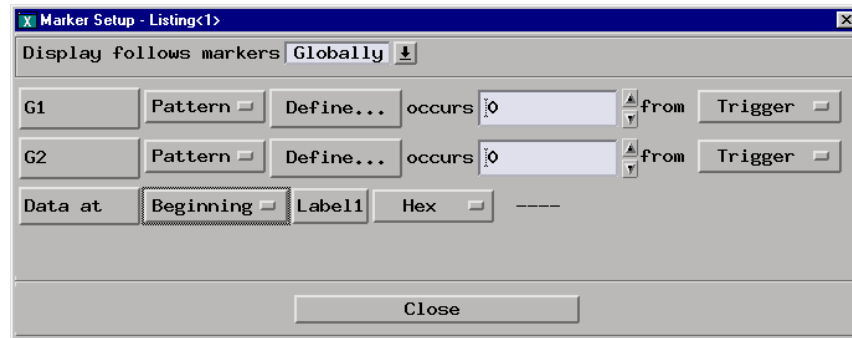 Marker Setup - Listing<1>
Display follows markers Globally
G1 Pattern Define... occurs 0 from Trigger
G2 Pattern Define... occurs 0 from Trigger
Data at Beginning Label1 Hex ----
Close